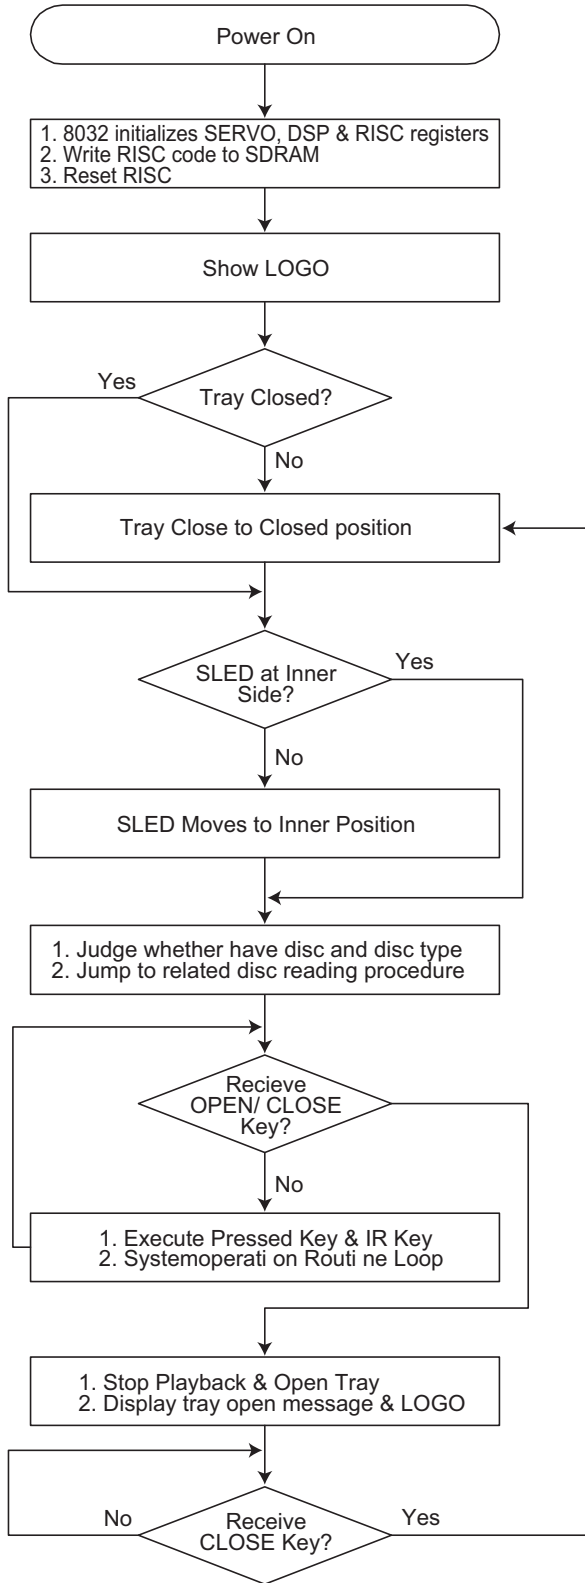 Power On
1. 8032 initializes SERVO, DSP & RISC registers
2. Write RISC code to SDRAM
3. Reset RISC
Show LOGO
Yes
Tray Closed?
No
Tray Close to Closed position
SLED at Inner
Side?
Yes
No
SLED Moves to Inner Position
1. Judge whether have disc and disc type
2. Jump to related disc reading procedure
Recieve
OPEN/ CLOSE
Key?
No
1. Execute Pressed Key & IR Key
2. Systemoperati on Routi ne Loop
1. Stop Playback & Open Tray
2. Display tray open message & LOGO
No
Receive
CLOSE Key?
Yes